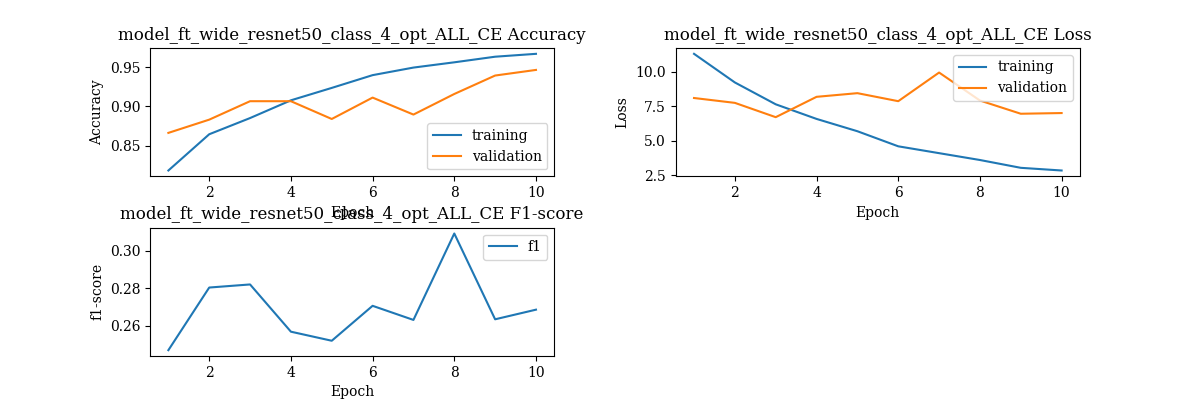 model_ft_wide_resnet50_class_4_opt_ALL_CE Accuracy
0.95
0.90
0.85
Accuracy
training
validation
2 4 6 8 10
Epoch
model_ft_wide_resnet50_class_4_opt_ALL_CE Loss
10.0
7.5
5.0
2.5
Loss
training
validation
2 4 6 8 10
Epoch
model_ft_wide_resnet50_class_4_opt_ALL_CE F1-score
0.30
0.28
0.26
f1-score
f1
2 4 6 8 10
Epoch